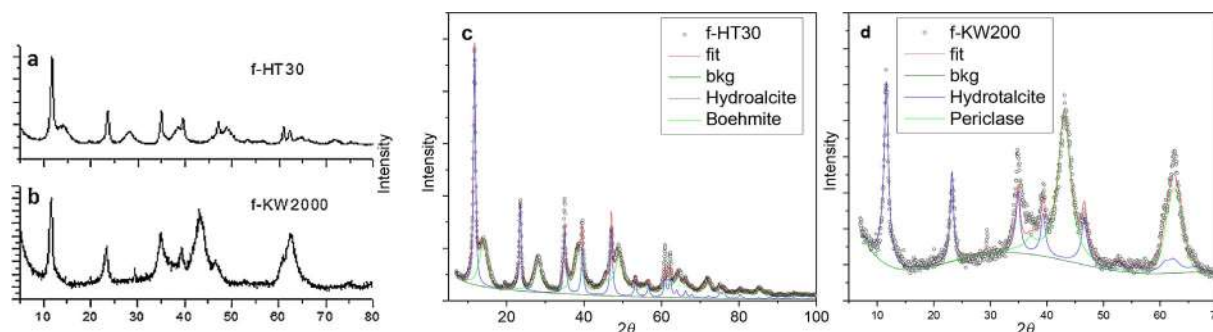 a
f-HT30
b
f-KW2000
10 20 30 40 50 60 70 80
Intensity
c
f-HT30
fit
bkg
Hydroalcite
Boehmite
Intensity
20 40 60 80 100
2θ
d
f-KW200
fit
bkg
Hydrotalcite
Periclase
Intensity
10 20 30 40 50 60 70
2θ